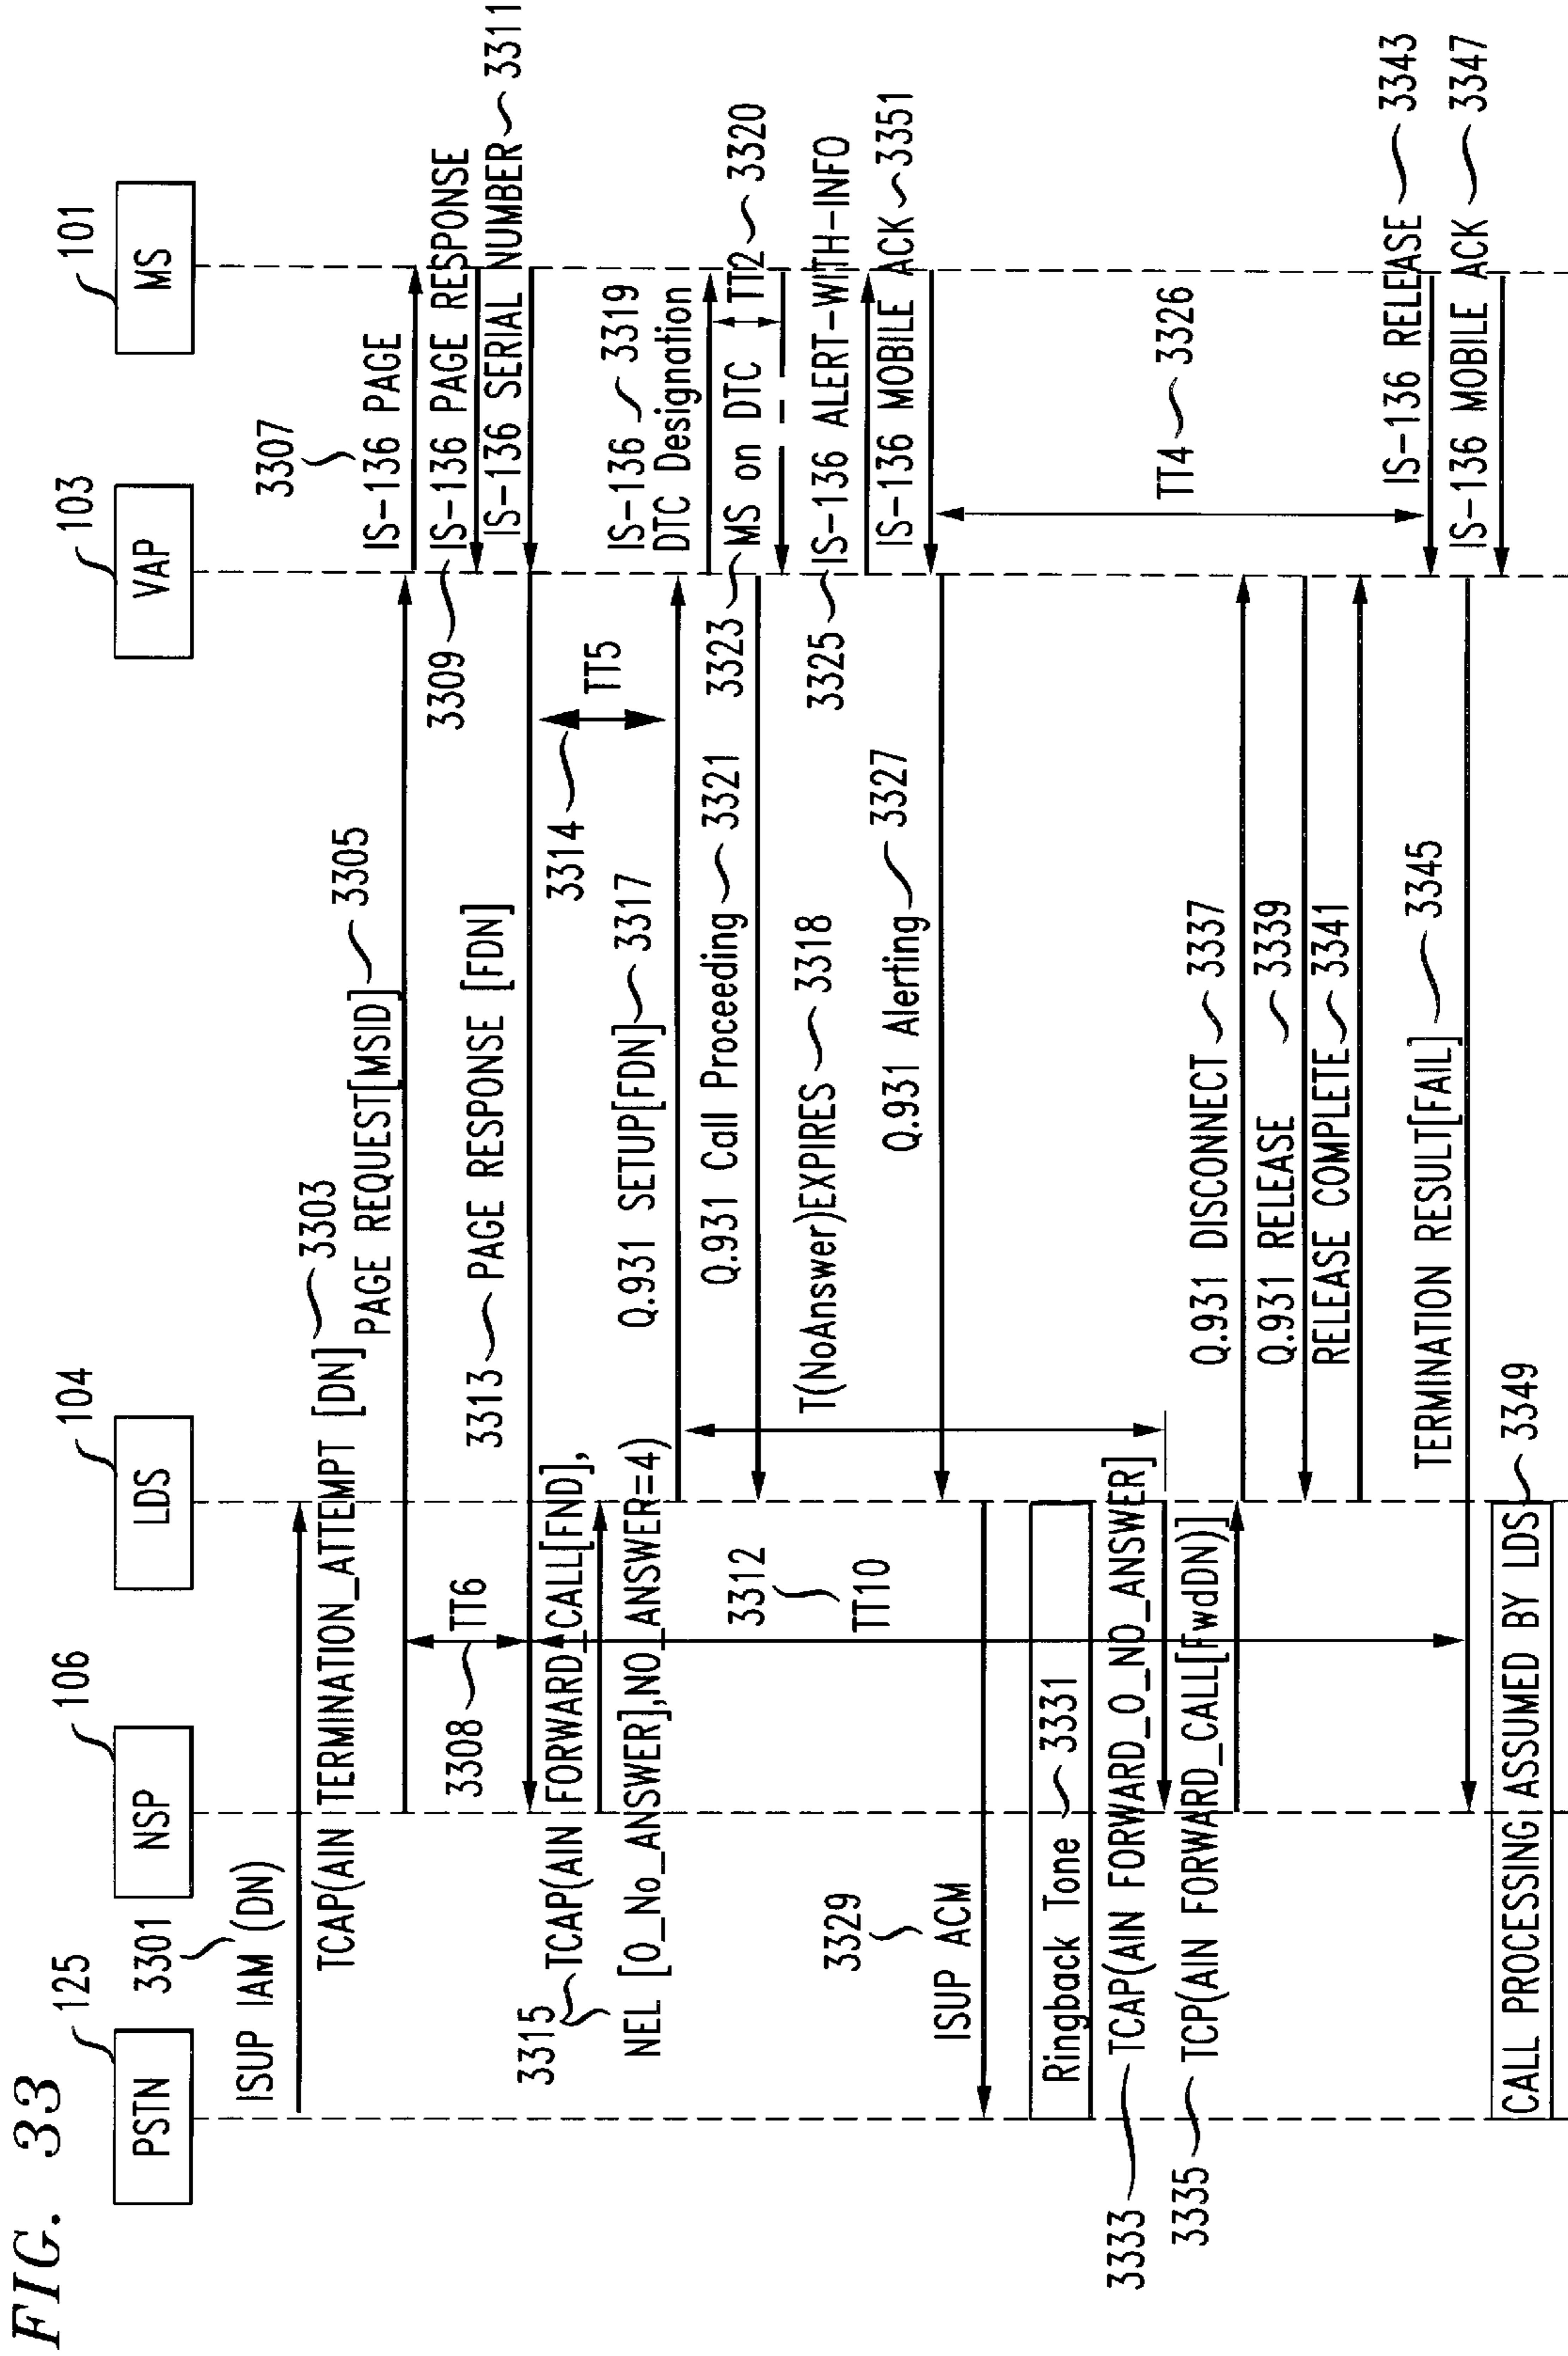 FIG. 33
PSTN
125
NSP
106
LDS
104
VAP
103
MS
101
3301
ISUP IAM (DN)
TCAP(AIN TERMINATION_ATTEMPT [DN]
3303
PAGE REQUEST[MSID]
3305
3307
IS-136 PAGE
3308
TT6
3309
IS-136 PAGE RESPONSE
IS-136 SERIAL NUMBER
3311
3313
PAGE RESPONSE [FDN]
3314
TT5
3315
TCAP(AIN FORWARD_CALL[FND],
NEL [O_No_ANSWER],NO_ANSWER=4)
Q.931 SETUP[FDN]
3317
IS-136
3319
DTC Designation
Q.931 Call Proceeding
3321
3323
MS on DTC
TT2
3320
3312
TT10
T(NoAnswer)EXPIRES
3318
3325
IS-136 ALERT-WITH-INFO
IS-136 MOBILE ACK
3351
Q.931 Alerting
3327
3329
ISUP ACM
Ringback Tone
3331
3333
TCAP(AIN FORWARD_O_NO_ANSWER]
3335
TCP(AIN FORWARD_CALL[FwdDN)]
TT4
3326
Q.931 DISCONNECT
3337
Q.931 RELEASE
3339
RELEASE COMPLETE
3341
IS-136 RELEASE
3343
TERMINATION RESULT[FAIL]
3345
IS-136 MOBILE ACK
3347
CALL PROCESSING ASSUMED BY LDS
3349